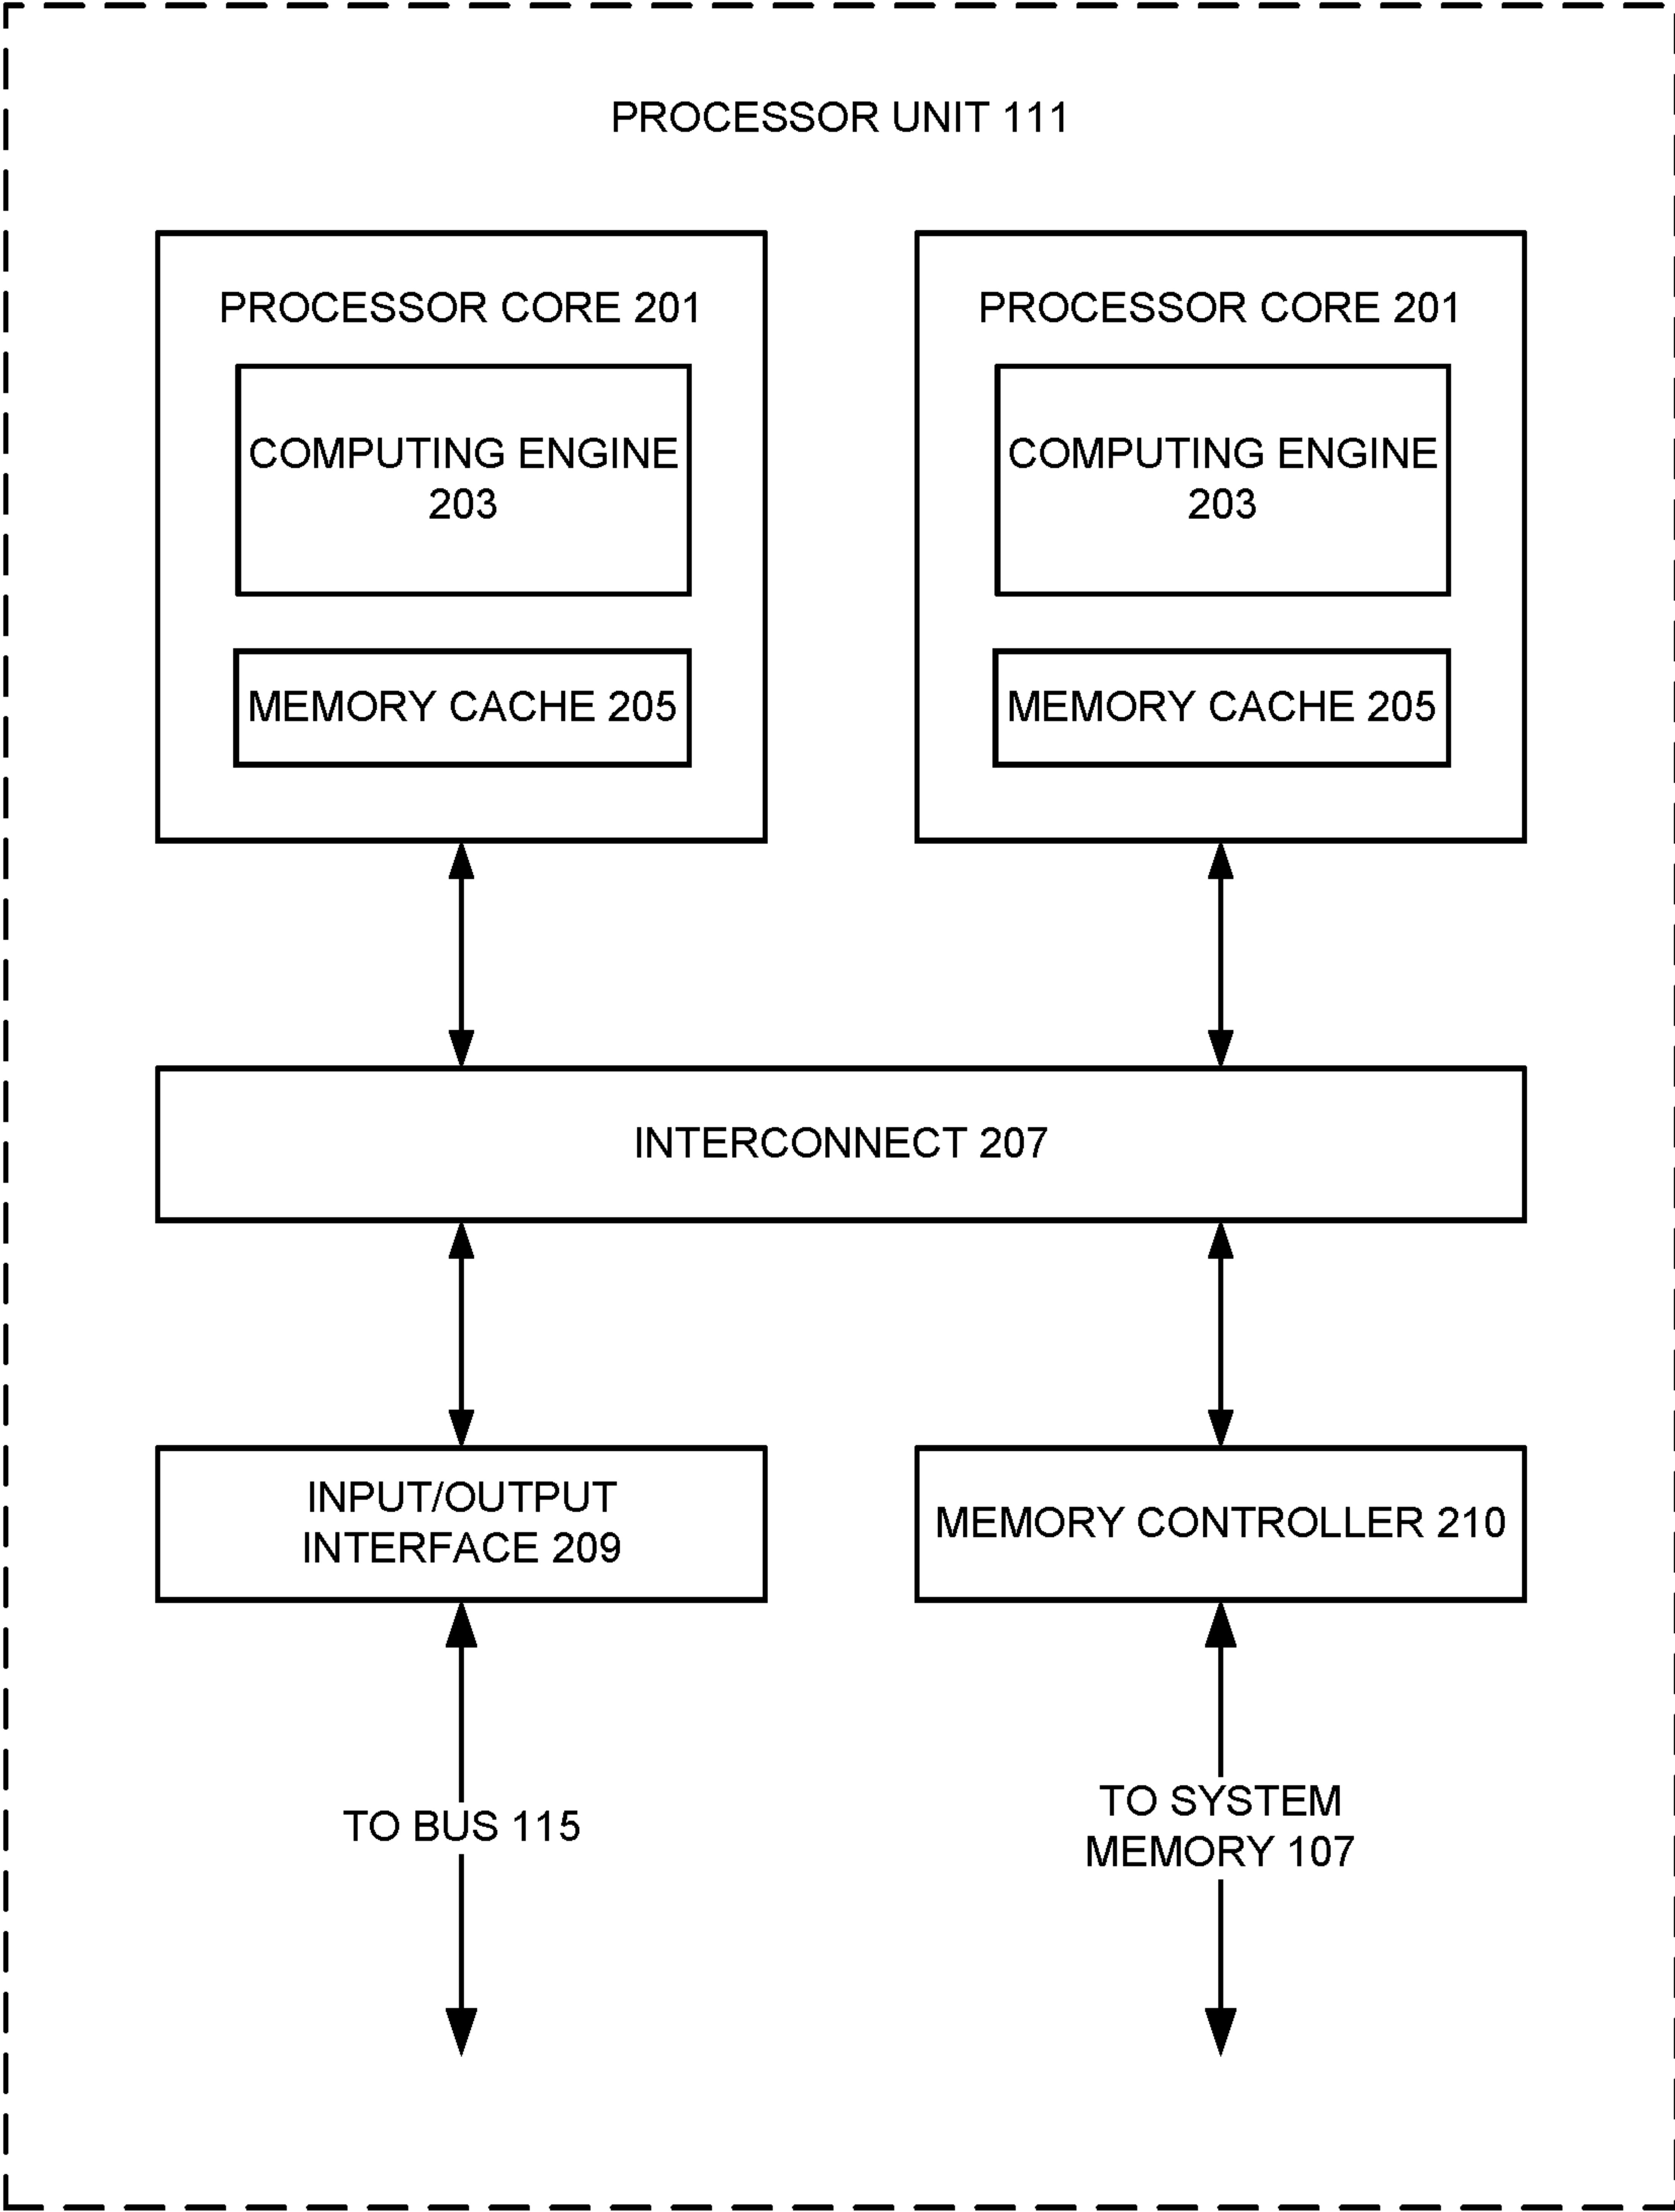 PROCESSOR UNIT 111
PROCESSOR CORE 201
COMPUTING ENGINE
203
MEMORY CACHE 205
PROCESSOR CORE 201
COMPUTING ENGINE
203
MEMORY CACHE 205
INTERCONNECT 207
INPUT/OUTPUT
INTERFACE 209
MEMORY CONTROLLER 210
TO BUS 115
TO SYSTEM
MEMORY 107